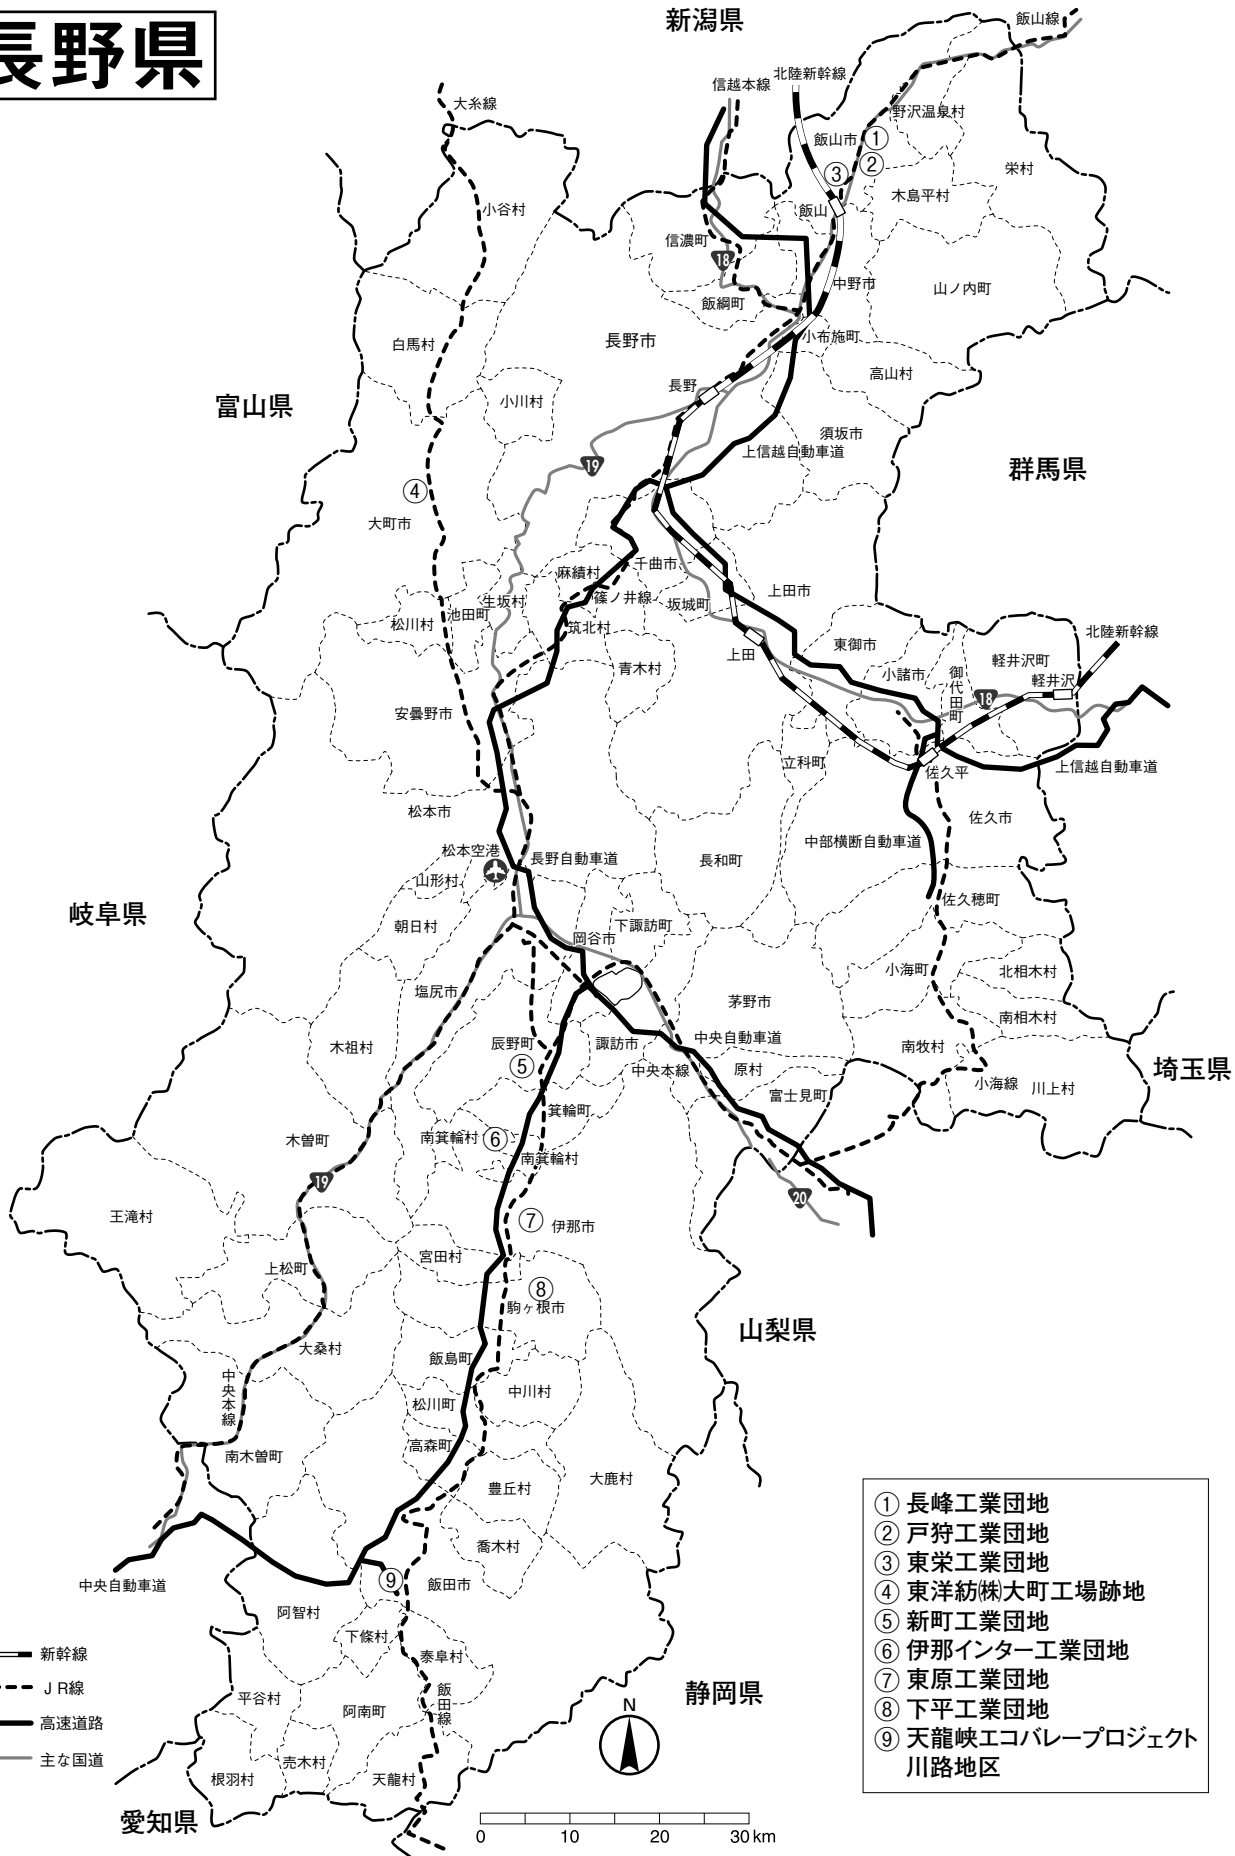 長野県
新潟県
飯山線
北陸新幹線
信越本線
大糸線
野沢温泉村
飯山市
①
②
③
栄村
木島平村
小谷村
飯山
信濃町
18
中野市
山ノ内町
飯綱町
長野市
小布施町
白馬村
高山村
長野
富山県
小川村
須坂市
上信越自動車道
群馬県
19
④
大町市
千曲市
麻績村
上田市
篠ノ井線
坂城町
生坂村
池田町
松川村
筑北村
北陸新幹線
東御市
上田
軽井沢町
青木村
小諸市
御代田町
軽井沢
18
安曇野市
立科町
佐久平
上信越自動車道
松本市
佐久市
中部横断自動車道
松本空港
長野自動車道
長和町
山形村
佐久穂町
岐阜県
朝日村
下諏訪町
岡谷市
小海町
北相木村
塩尻市
茅野市
南相木村
中央自動車道
辰野町
諏訪市
木祖村
南牧村
⑤
中央本線
原村
埼玉県
小海線
川上村
富士見町
箕輪町
木曽町
南箕輪村
⑥
南箕輪村
19
20
王滝村
⑦
伊那市
宮田村
上松町
⑧
駒ヶ根市
山梨県
大桑村
飯島町
中央本線
中川村
松川町
高森町
南木曽町
大鹿村
豊丘村
喬木村
中央自動車道
⑨
飯田市
阿智村
下條村
泰阜村
新幹線
ＪＲ線
高速道路
主な国道
平谷村
阿南町
飯田線
静岡県
N
売木村
根羽村
天龍村
愛知県
0 10 20 30 km
① 長峰工業団地
② 戸狩工業団地
③ 東栄工業団地
④ 東洋紡㈱大町工場跡地
⑤ 新町工業団地
⑥ 伊那インター工業団地
⑦ 東原工業団地
⑧ 下平工業団地
⑨ 天龍峡エコバレープロジェクト
川路地区